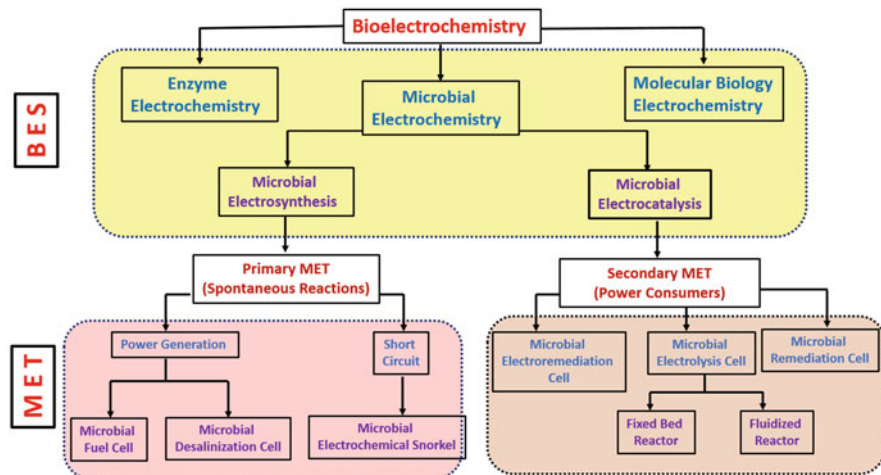 Bioelectrochemistry
BES
Enzyme
Electrochemistry
Microbial
Electrochemistry
Molecular Biology
Electrochemistry
Microbial
Electrosynthesis
Microbial
Electrocatalysis
Primary MET
(Spontaneous Reactions)
Secondary MET
(Power Consumers)
MET
Power Generation
Short
Circuit
Microbial
Electroremediation
Cell
Microbial
Electrolysis Cell
Microbial
Remediation Cell
Microbial
Fuel Cell
Microbial
Desalinization Cell
Microbial
Electrochemical Snorkel
Fixed Bed
Reactor
Fluidized
Reactor